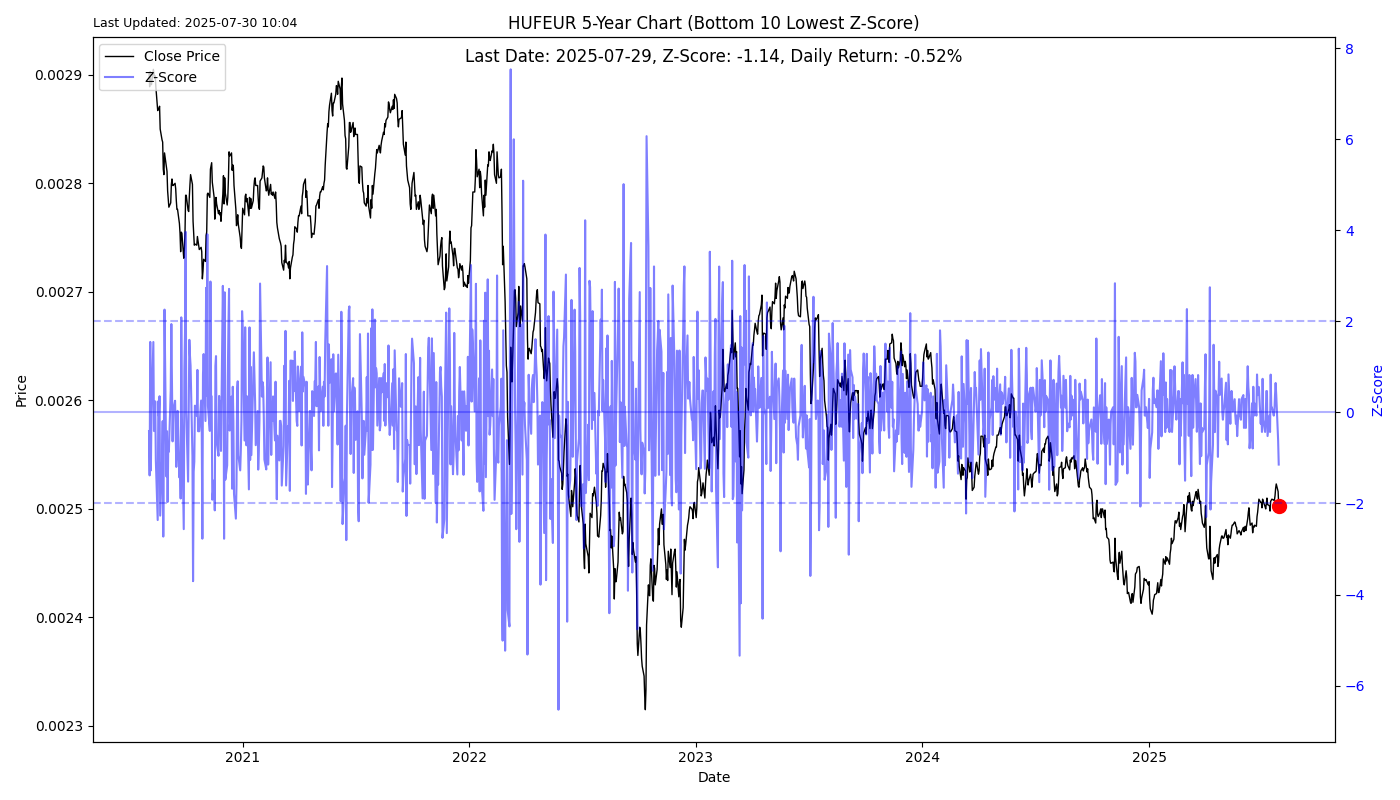 Last Updated: 2025-07-30 10:04
HUFEUR 5-Year Chart (Bottom 10 Lowest Z-Score)
Last Date: 2025-07-29, Z-Score: -1.14, Daily Return: -0.52%
Close Price
Z-Score
0.0029
0.0028
0.0027
0.0026
0.0025
0.0024
0.0023
Price
8
6
4
2
0
−2
−4
−6
Z-Score
2021
2022
2023
2024
2025
Date